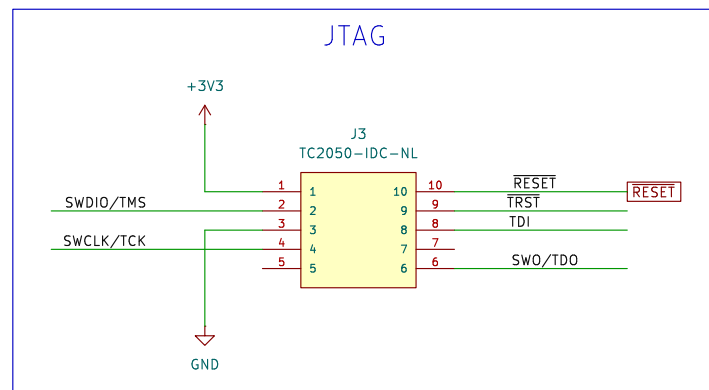 JTAG
+3V3
J3
TC2050-IDC-NL
1 1 10 10 RESET RESET
SWDIO/TMS 2 2 9 9 TRST
3 3 8 8 TDI
SWCLK/TCK 4 4 7 7
5 5 6 6 SWO/TDO
GND